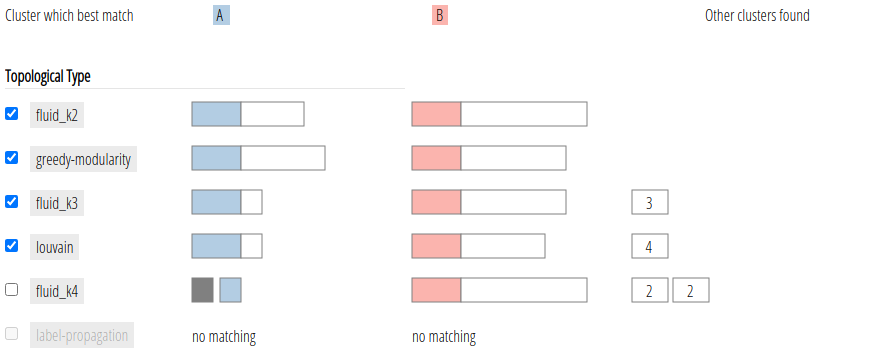 Cluster which best match A B Other clusters found
Topological Type
fluid_k2
greedy-modularity
fluid_k3 3
louvain 4
fluid_k4 2 2
label-propagation no matching no matching